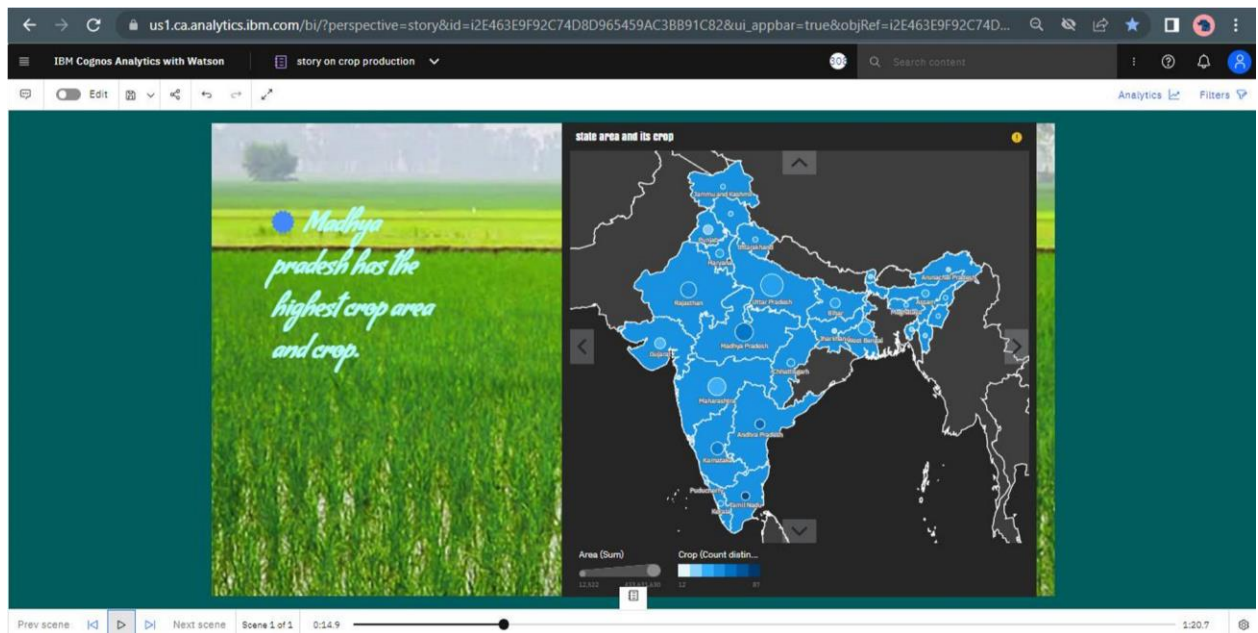 us1.ca.analytics.ibm.com/bi/?perspective=story&id=i2E463E9F92C74D8D965459AC3BB91C82&ui_appbar=true&objRef=i2E463E9F92C74D...
IBM Cognos Analytics with Watson
story on crop production
Search content
Edit
Analytics
Filters
Madhya
pradesh has the
highest crop area
and crop.
state area and its crop
Jammu and Kashmir
Punjab
Uttarakhand
Haryana
Arunachal Pradesh
Rajasthan
Uttar Pradesh
Bihar
Assam
Meghalaya
Gujarat
Madhya Pradesh
Jharkhand
West Bengal
Chhattisgarh
Maharashtra
Andhra Pradesh
Karnataka
Puducherry
Tamil Nadu
Kerala
Area (Sum)
Crop (Count distin...
12
Prev scene
Next scene
Scene 1 of 1
0:14.9
1:20.7